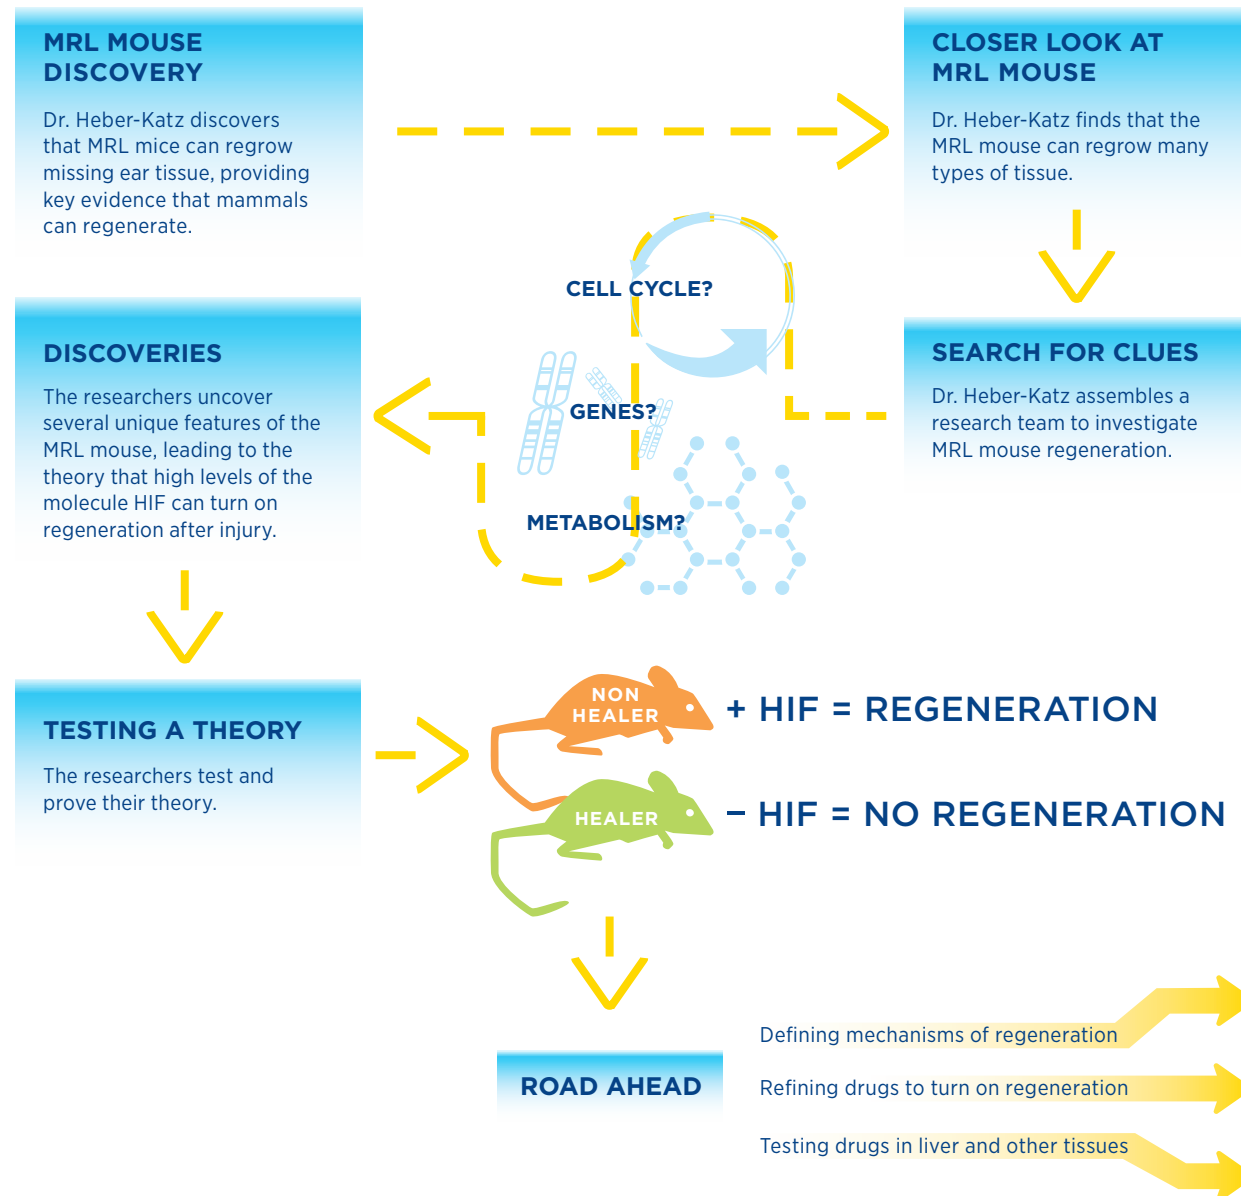 MRL MOUSE
DISCOVERY
Dr. Heber-Katz discovers
that MRL mice can regrow
missing ear tissue, providing
key evidence that mammals
can regenerate.
CLOSER LOOK AT
MRL MOUSE
Dr. Heber-Katz finds that the
MRL mouse can regrow many
types of tissue.
SEARCH FOR CLUES
Dr. Heber-Katz assembles a
research team to investigate
MRL mouse regeneration.
CELL CYCLE?
GENES?
METABOLISM?
DISCOVERIES
The researchers uncover
several unique features of the
MRL mouse, leading to the
theory that high levels of the
molecule HIF can turn on
regeneration after injury.
TESTING A THEORY
The researchers test and
prove their theory.
NON
HEALER
+ HIF = REGENERATION
HEALER
– HIF = NO REGENERATION
ROAD AHEAD
Defining mechanisms of regeneration
Refining drugs to turn on regeneration
Testing drugs in liver and other tissues